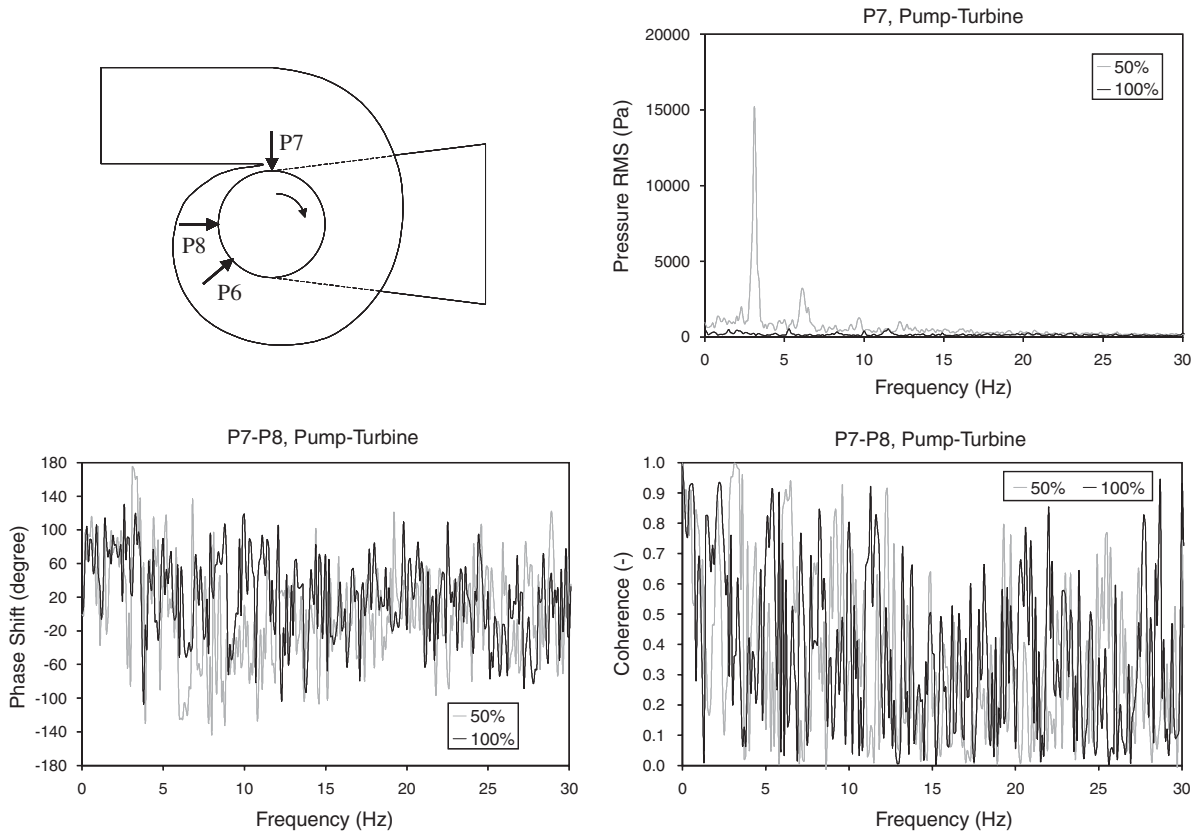 P7
P8
P6
P7, Pump-Turbine
Pressure RMS (Pa)
20000
15000
10000
5000
0
50%
100%
0 5 10 15 20 25 30
Frequency (Hz)
P7-P8, Pump-Turbine
Phase Shift (degree)
180
140
100
60
20
-20
-60
-100
-140
-180
50%
100%
0 5 10 15 20 25 30
Frequency (Hz)
P7-P8, Pump-Turbine
Coherence (-)
1.0
0.9
0.8
0.7
0.6
0.5
0.4
0.3
0.2
0.1
0.0
50% 100%
0 5 10 15 20 25 30
Frequency (Hz)